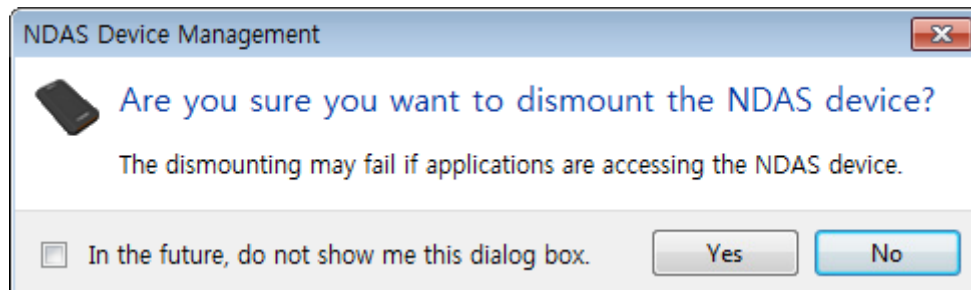 NDAS Device Management
Are you sure you want to dismount the NDAS device?
The dismounting may fail if applications are accessing the NDAS device.
In the future, do not show me this dialog box.
Yes
No